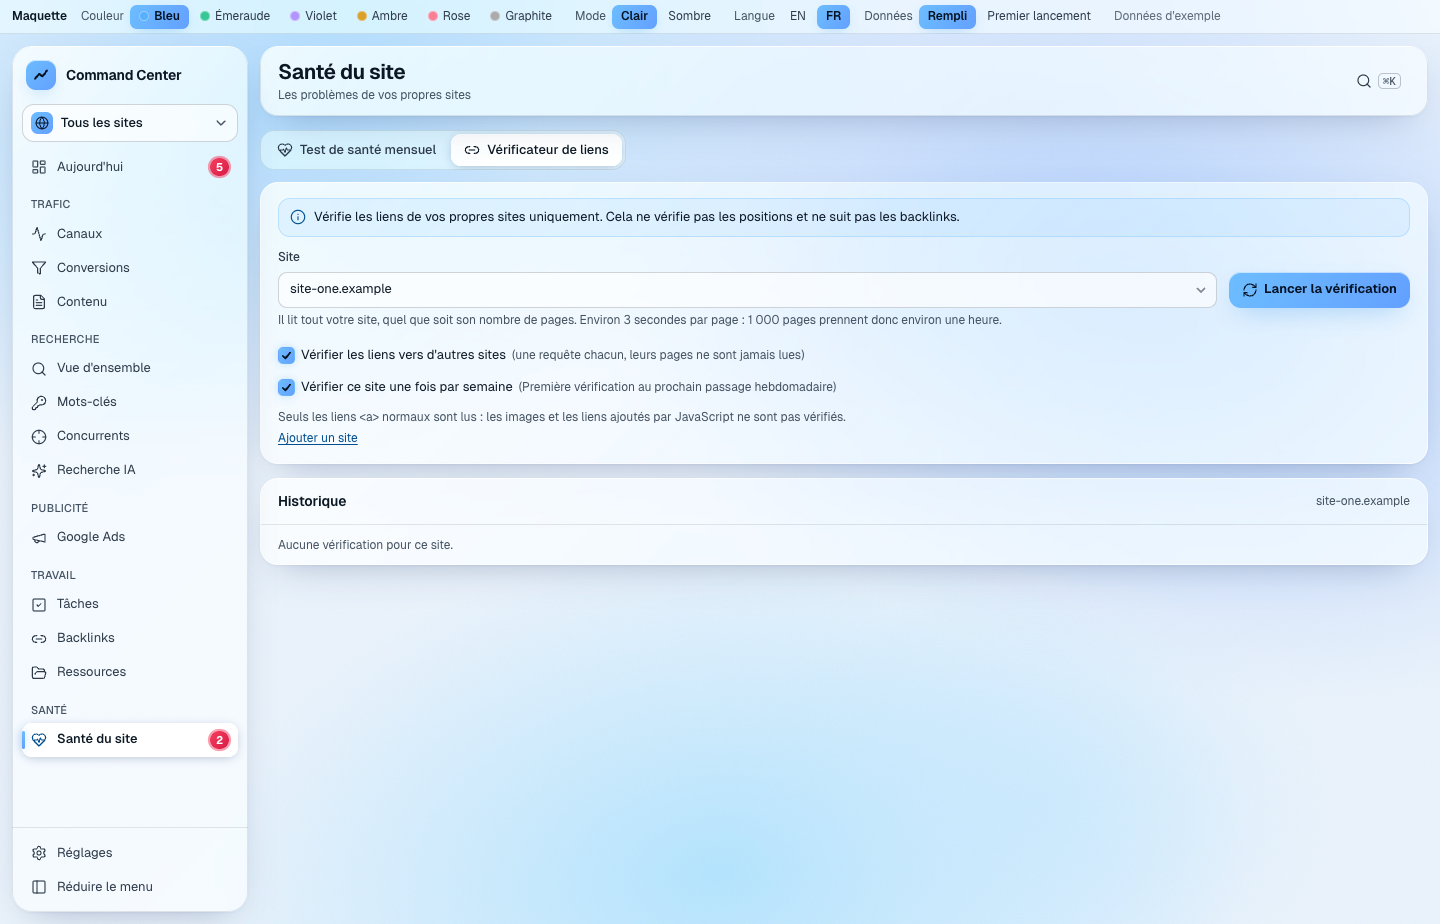 Maquette Couleur Bleu Émeraude Violet Ambre Rose Graphite Mode Clair Sombre Langue EN FR Données Rempli Premier lancement Données d'exemple
Command Center
Tous les sites
Aujourd'hui 5
TRAFIC
Canaux
Conversions
Contenu
RECHERCHE
Vue d'ensemble
Mots-clés
Concurrents
Recherche IA
PUBLICITÉ
Google Ads
TRAVAIL
Tâches
Backlinks
Ressources
SANTÉ
Santé du site 2
Réglages
Réduire le menu
Santé du site
Les problèmes de vos propres sites
⌘K
Test de santé mensuel Vérificateur de liens
Vérifie les liens de vos propres sites uniquement. Cela ne vérifie pas les positions et ne suit pas les backlinks.
Site
site-one.example Lancer la vérification
Il lit tout votre site, quel que soit son nombre de pages. Environ 3 secondes par page : 1 000 pages prennent donc environ une heure.
Vérifier les liens vers d'autres sites (une requête chacun, leurs pages ne sont jamais lues)
Vérifier ce site une fois par semaine (Première vérification au prochain passage hebdomadaire)
Seuls les liens <a> normaux sont lus : les images et les liens ajoutés par JavaScript ne sont pas vérifiés.
Ajouter un site
Historique site-one.example
Aucune vérification pour ce site.